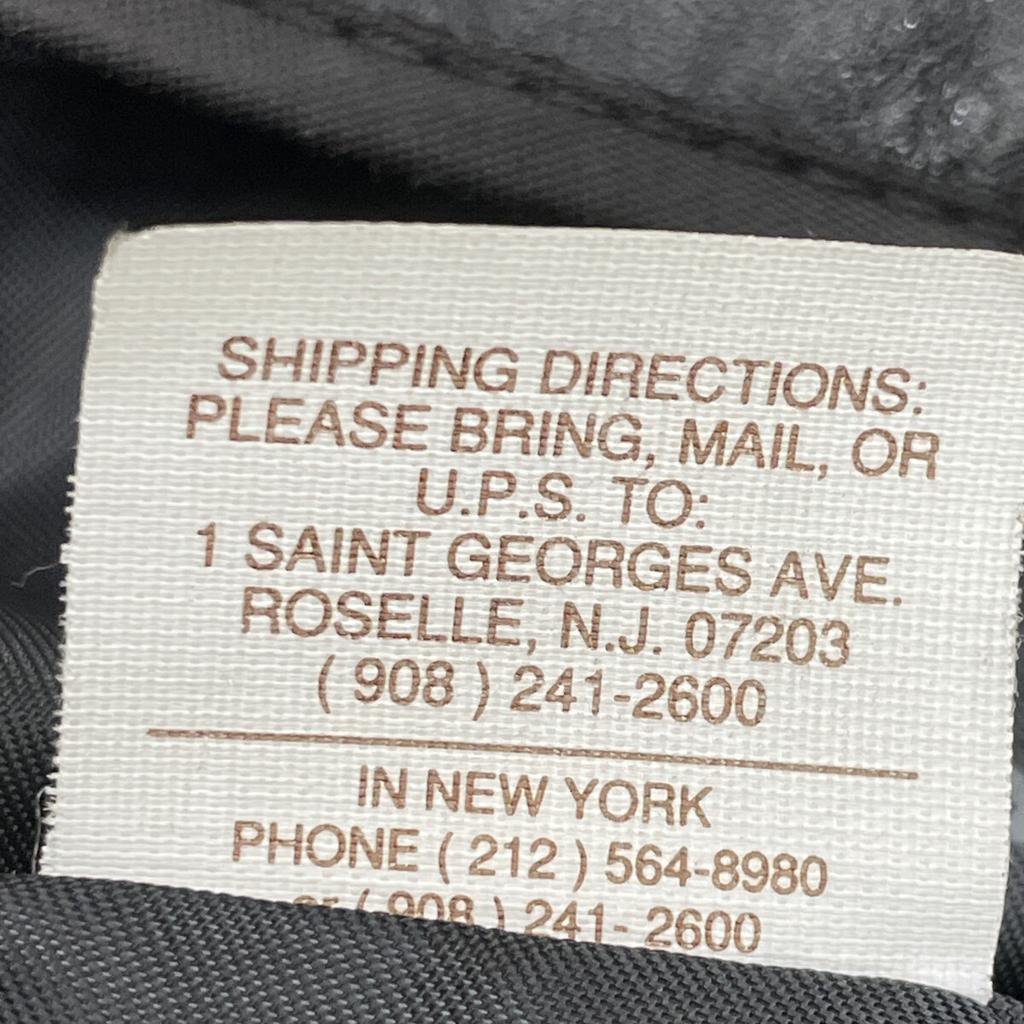 SHIPPING DIRECTIONS:
PLEASE BRING, MAIL, OR
U.P.S. TO:
1 SAINT GEORGES AVE.
ROSELLE, N.J. 07203
( 908 ) 241-2600
IN NEW YORK
PHONE ( 212 ) 564-8980
or ( 908 ) 241- 2600